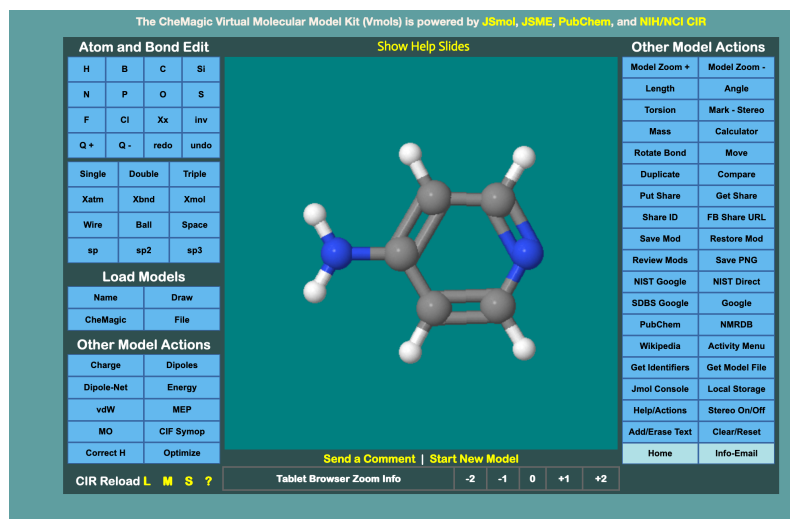 The CheMagic Virtual Molecular Model Kit (Vmols) is powered by JSmol, JSME, PubChem, and NIH/NCI CIR
Atom and Bond Edit
H B C Si
N P O S
F Cl Xx inv
Q + Q - redo undo
Single Double Triple
Xatm Xbnd Xmol
Wire Ball Space
sp sp2 sp3
Load Models
Name Draw
CheMagic File
Other Model Actions
Charge Dipoles
Dipole-Net Energy
vdW MEP
MO CIF Symop
Correct H Optimize
CIR Reload L M S ?
Show Help Slides
Send a Comment | Start New Model
Tablet Browser Zoom Info -2 -1 0 +1 +2
Other Model Actions
Model Zoom + Model Zoom -
Length Angle
Torsion Mark - Stereo
Mass Calculator
Rotate Bond Move
Duplicate Compare
Put Share Get Share
Share ID FB Share URL
Save Mod Restore Mod
Review Mods Save PNG
NIST Google NIST Direct
SDBS Google Google
PubChem NMRDB
Wikipedia Activity Menu
Get Identifiers Get Model File
Jmol Console Local Storage
Help/Actions Stereo On/Off
Add/Erase Text Clear/Reset
Home Info-Email